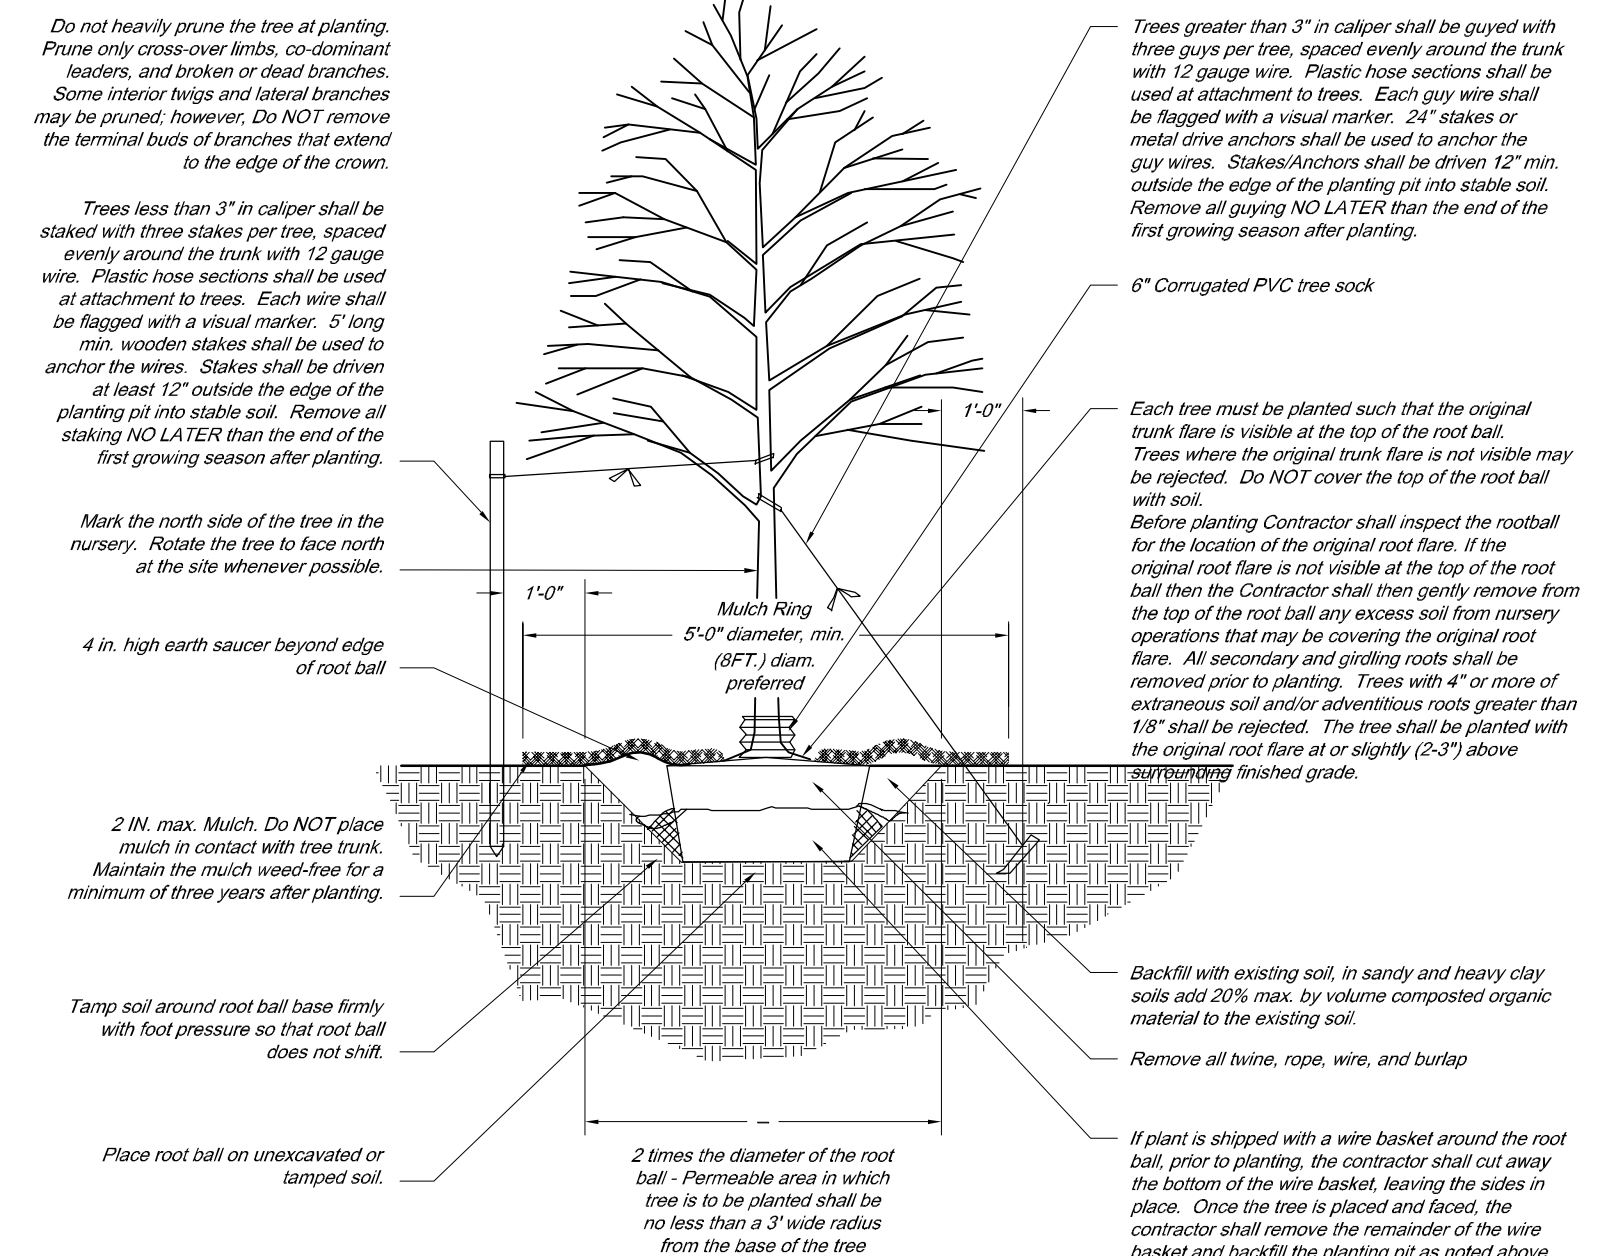 Do not heavily prune the tree at planting.
Prune only cross-over limbs, co-dominant
leaders, and broken or dead branches.
Some interior twigs and lateral branches
may be pruned; however, Do NOT remove
the terminal buds of branches that extend
to the edge of the crown.
Trees less than 3" in caliper shall be
staked with three stakes per tree, spaced
evenly around the trunk with 12 gauge
wire. Plastic hose sections shall be used
at attachment to trees. Each wire shall
be flagged with a visual marker. 5' long
min. wooden stakes shall be used to
anchor the wires. Stakes shall be driven
at least 12" outside the edge of the
planting pit into stable soil. Remove all
staking NO LATER than the end of the
first growing season after planting.
Mark the north side of the tree in the
nursery. Rotate the tree to face north
at the site whenever possible.
4 in. high earth saucer beyond edge
of root ball
2 IN. max. Mulch. Do NOT place
mulch in contact with tree trunk.
Maintain the mulch weed-free for a
minimum of three years after planting.
Tamp soil around root ball base firmly
with foot pressure so that root ball
does not shift.
Place root ball on unexcavated or
tamped soil.
1'-0"
Mulch Ring
5'-0" diameter, min.
(8FT.) diam.
preferred
1'-0"
2 times the diameter of the root
ball - Permeable area in which
tree is to be planted shall be
no less than a 3' wide radius
from the base of the tree
Trees greater than 3" in caliper shall be guyed with
three guys per tree, spaced evenly around the trunk
with 12 gauge wire. Plastic hose sections shall be
used at attachment to trees. Each guy wire shall
be flagged with a visual marker. 24" stakes or
metal drive anchors shall be used to anchor the
guy wires. Stakes/Anchors shall be driven 12" min.
outside the edge of the planting pit into stable soil.
Remove all guying NO LATER than the end of the
first growing season after planting.
6" Corrugated PVC tree sock
Each tree must be planted such that the original
trunk flare is visible at the top of the root ball.
Trees where the original trunk flare is not visible may
be rejected. Do NOT cover the top of the root ball
with soil.
Before planting Contractor shall inspect the rootball
for the location of the original root flare. If the
original root flare is not visible at the top of the root
ball then the Contractor shall then gently remove from
the top of the root ball any excess soil from nursery
operations that may be covering the original root
flare. All secondary and girdling roots shall be
removed prior to planting. Trees with 4" or more of
extraneous soil and/or adventitious roots greater than
1/8" shall be rejected. The tree shall be planted with
the original root flare at or slightly (2-3") above
surrounding finished grade.
Backfill with existing soil, in sandy and heavy clay
soils add 20% max. by volume composted organic
material to the existing soil.
Remove all twine, rope, wire, and burlap
If plant is shipped with a wire basket around the root
ball, prior to planting, the contractor shall cut away
the bottom of the wire basket, leaving the sides in
place. Once the tree is placed and faced, the
contractor shall remove the remainder of the wire
basket and backfill the planting pit as noted above